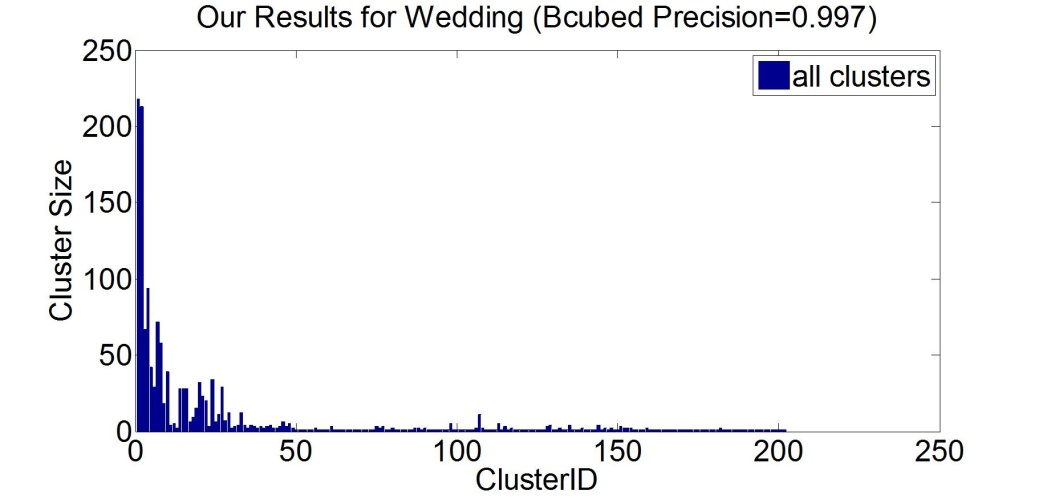 Our Results for Wedding (Bcubed Precision=0.997)
250
all clusters
200
150
100
50
0
Cluster Size
0 50 100 150 200 250
ClusterID